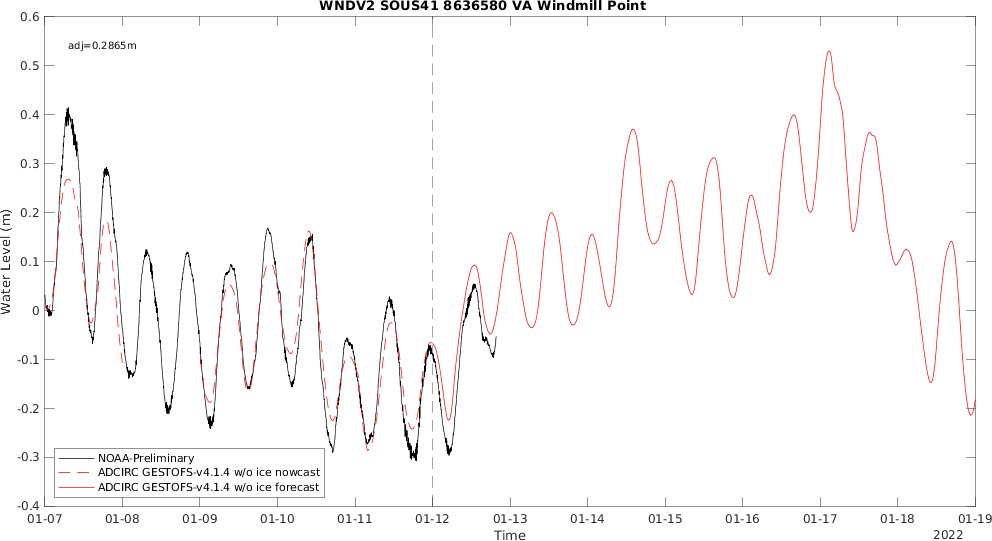 WNDV2 SOUS41 8636580 VA Windmill Point
adj=0.2865m
Water Level (m)
0.6
0.5
0.4
0.3
0.2
0.1
0
-0.1
-0.2
-0.3
-0.4
NOAA-Preliminary
ADCIRC GESTOFS-v4.1.4 w/o ice nowcast
ADCIRC GESTOFS-v4.1.4 w/o ice forecast
01-07 01-08 01-09 01-10 01-11 01-12 01-13 01-14 01-15 01-16 01-17 01-18 01-19
Time
2022